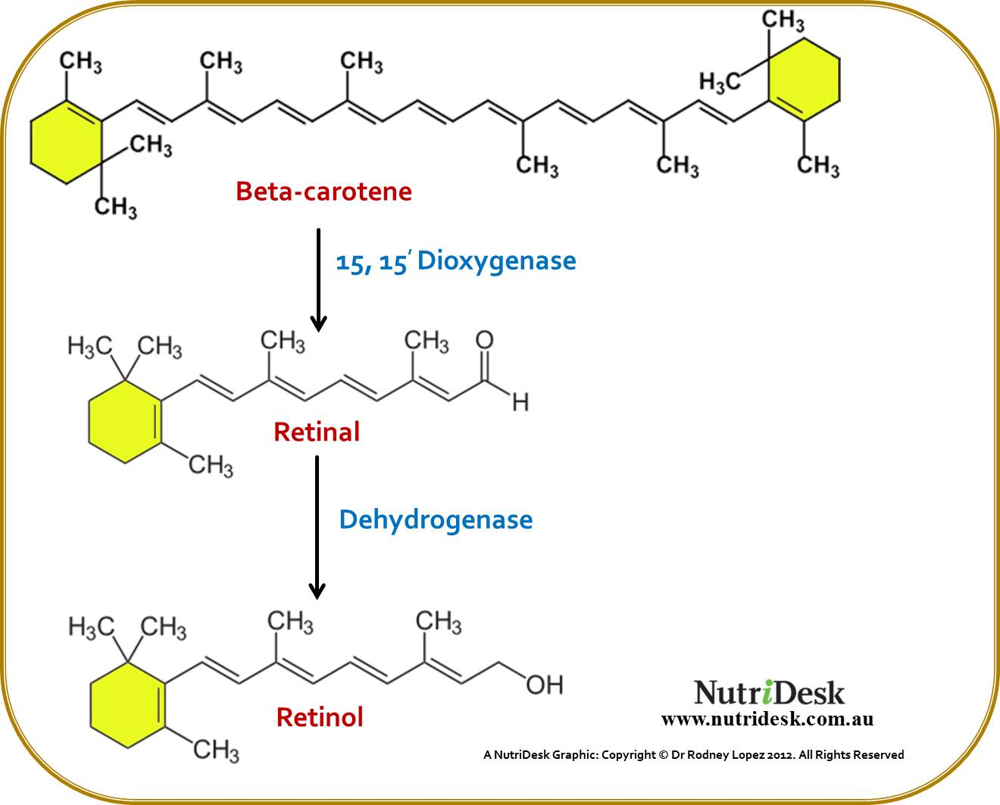 CH3
CH3 CH3 CH3
H3C
CH3
CH3 CH3 CH3
Beta-carotene
CH3
15, 15′ Dioxygenase
H3C CH3 CH3 CH3 O
H
Retinal
CH3
Dehydrogenase
H3C CH3 CH3 CH3
OH
Retinol
CH3
NutriDesk
www.nutridesk.com.au
A NutriDesk Graphic: Copyright © Dr Rodney Lopez 2012. All Rights Reserved